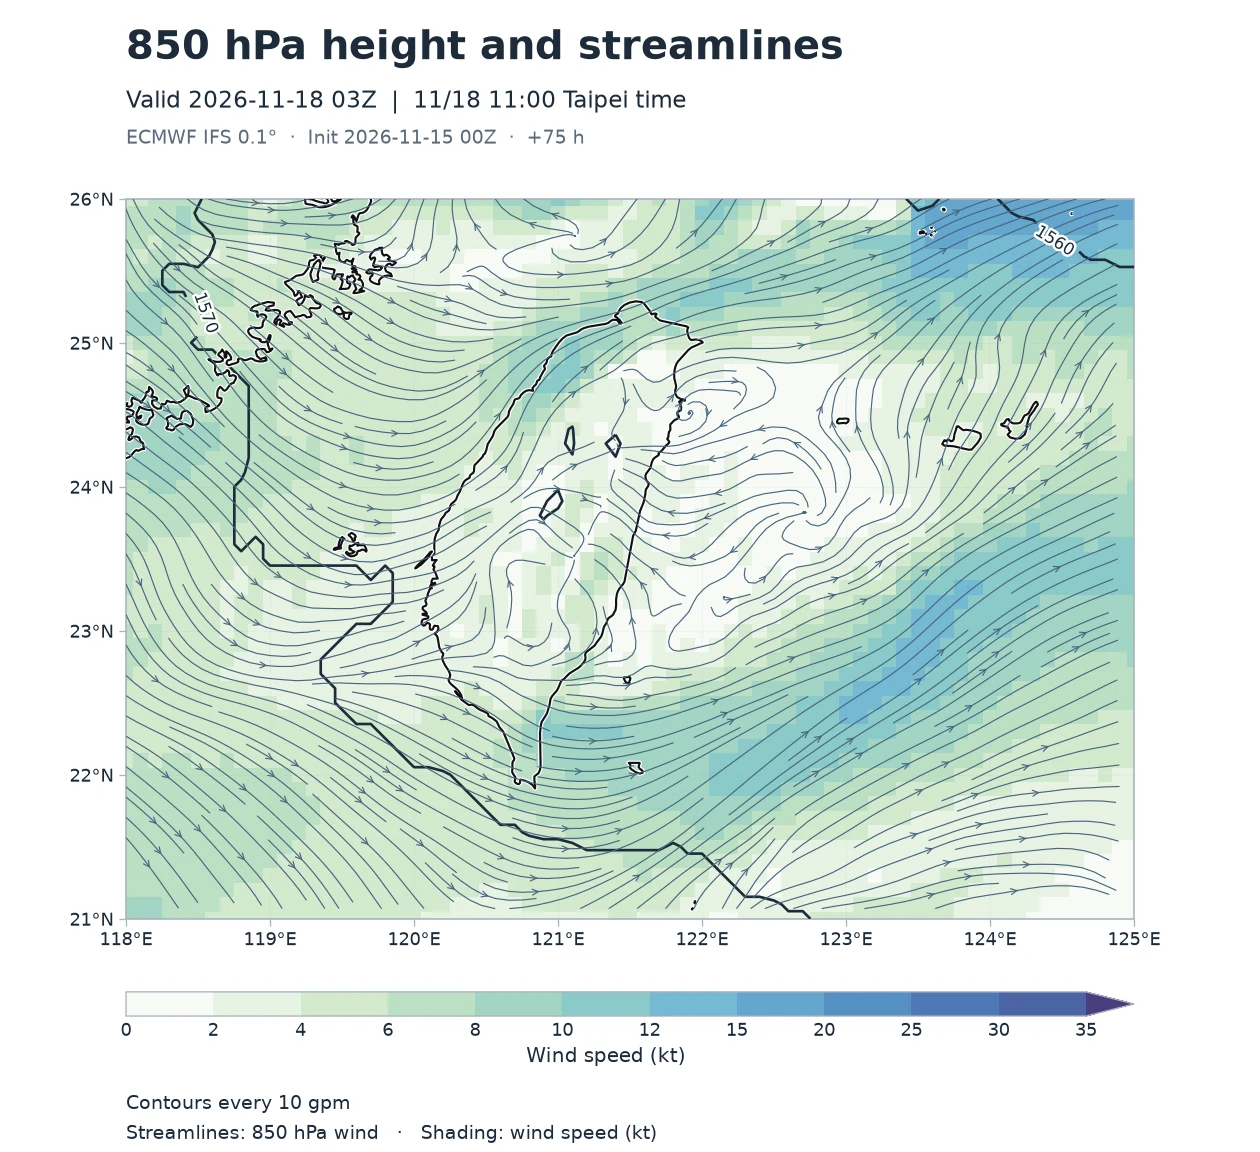 850 hPa height and streamlines
Valid 2026-11-18 03Z | 11/18 11:00 Taipei time
ECMWF IFS 0.1° · Init 2026-11-15 00Z · +75 h
26°N
25°N
24°N
23°N
22°N
21°N
1560
1570
118°E 119°E 120°E 121°E 122°E 123°E 124°E 125°E
0 2 4 6 8 10 12 15 20 25 30 35
Wind speed (kt)
Contours every 10 gpm
Streamlines: 850 hPa wind · Shading: wind speed (kt)